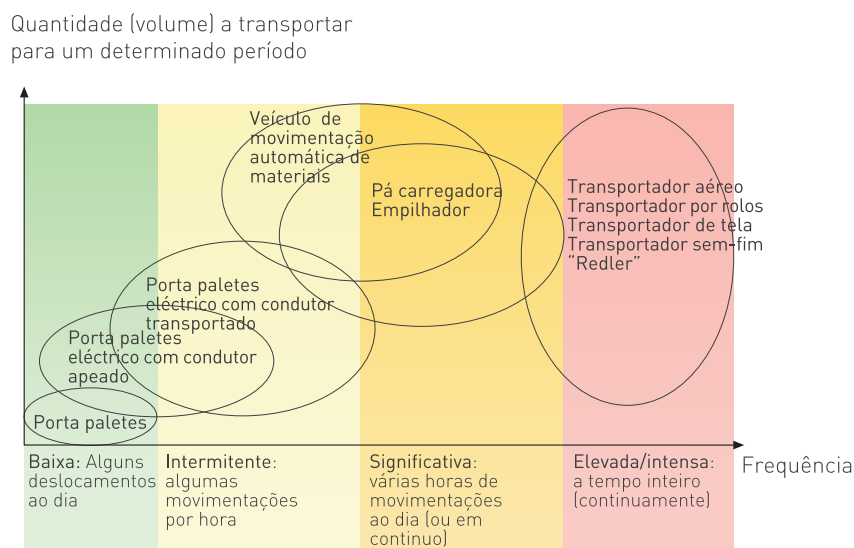 Quantidade (volume) a transportar
para um determinado período
Veículo de
movimentação
automática de
materiais
Pá carregadora
Empilhador
Transportador aéreo
Transportador por rolos
Transportador de tela
Transportador sem-fim
“Redler”
Porta paletes
eléctrico com condutor
transportado
Porta paletes
eléctrico com condutor
apeado
Porta paletes
Baixa: Alguns
deslocamentos
ao dia
Intermitente:
algumas
movimentações
por hora
Significativa:
várias horas de
movimentações
ao dia (ou em
continuo)
Elevada/intensa:
a tempo inteiro
(continuamente)
Frequência